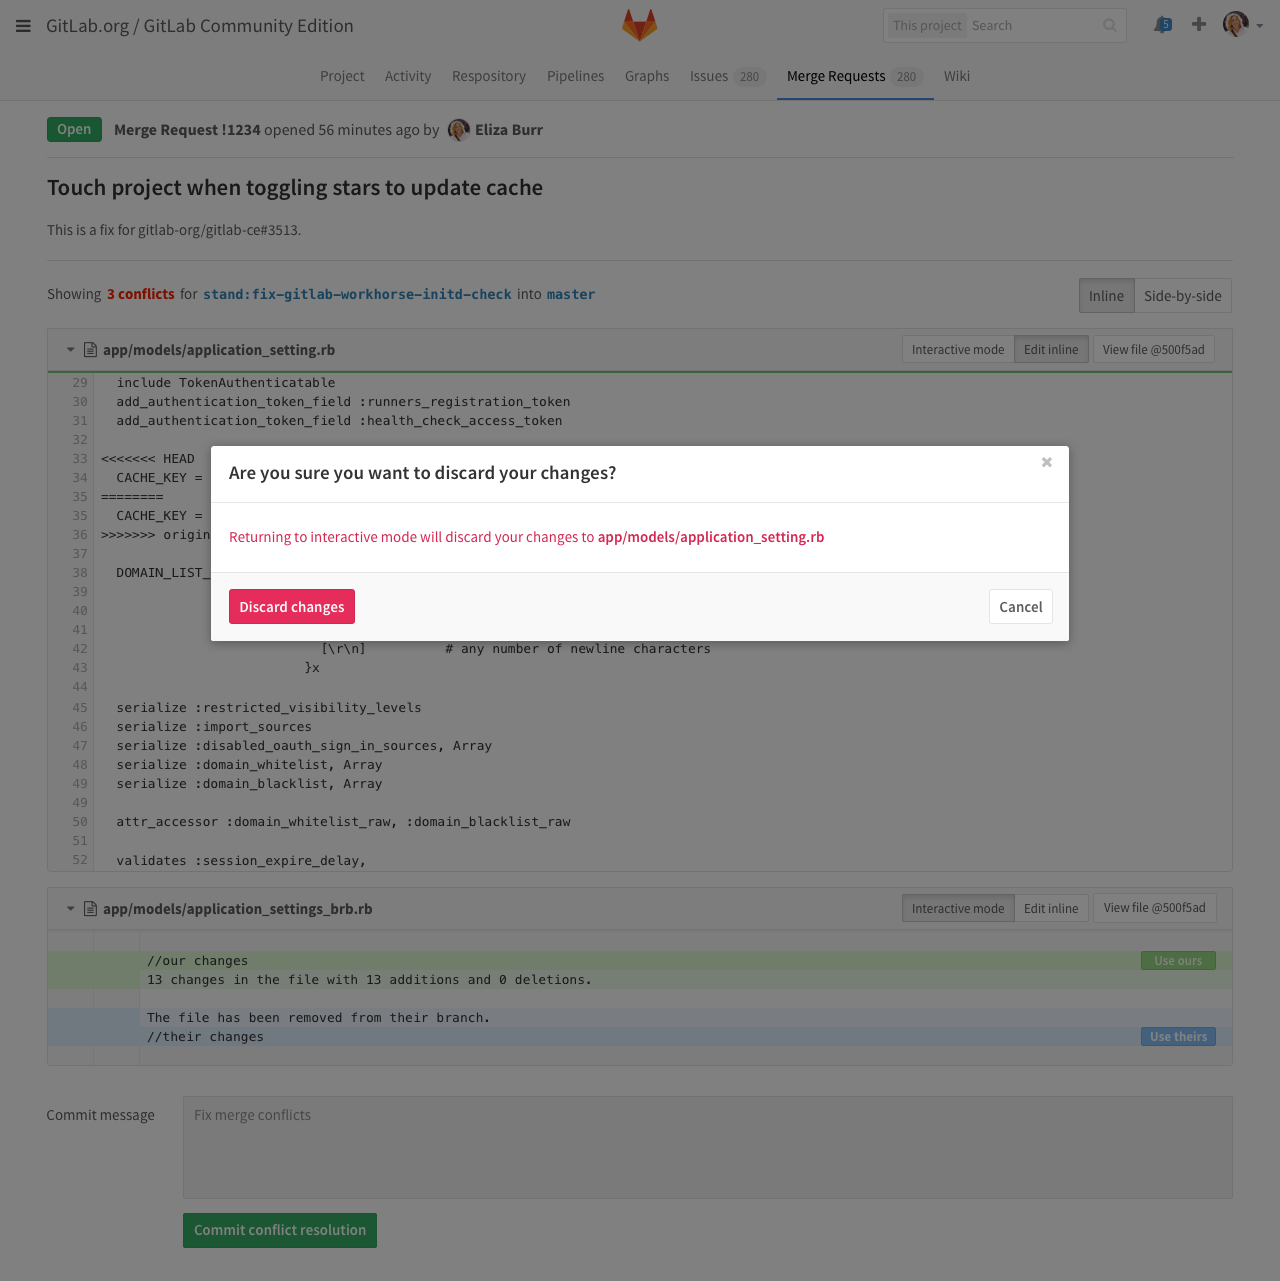 GitLab.org / GitLab Community Edition
This project Search
5
Project Activity Respository Pipelines Graphs Issues 280 Merge Requests 280 Wiki
Open Merge Request !1234 opened 56 minutes ago by Eliza Burr
Touch project when toggling stars to update cache
This is a fix for gitlab-org/gitlab-ce#3513.
Showing 3 conflicts for stand:fix-gitlab-workhorse-initd-check into master
Inline Side-by-side
app/models/application_setting.rb
Interactive mode Edit inline View file @500f5ad
29 include TokenAuthenticatable
30 add_authentication_token_field :runners_registration_token
31 add_authentication_token_field :health_check_access_token
32
33 <<<<<<< HEAD
34 CACHE_KEY =
35 ========
35 CACHE_KEY =
36 >>>>>>> origin
37
38 DOMAIN_LIST_
39
40
41
42 [\r\n] # any number of newline characters
43 }x
44
45 serialize :restricted_visibility_levels
46 serialize :import_sources
47 serialize :disabled_oauth_sign_in_sources, Array
48 serialize :domain_whitelist, Array
49 serialize :domain_blacklist, Array
49
50 attr_accessor :domain_whitelist_raw, :domain_blacklist_raw
51
52 validates :session_expire_delay,
Are you sure you want to discard your changes?
Returning to interactive mode will discard your changes to app/models/application_setting.rb
Discard changes Cancel
app/models/application_settings_brb.rb
Interactive mode Edit inline View file @500f5ad
//our changes
Use ours
13 changes in the file with 13 additions and 0 deletions.
The file has been removed from their branch.
//their changes
Use theirs
Commit message
Fix merge conflicts
Commit conflict resolution